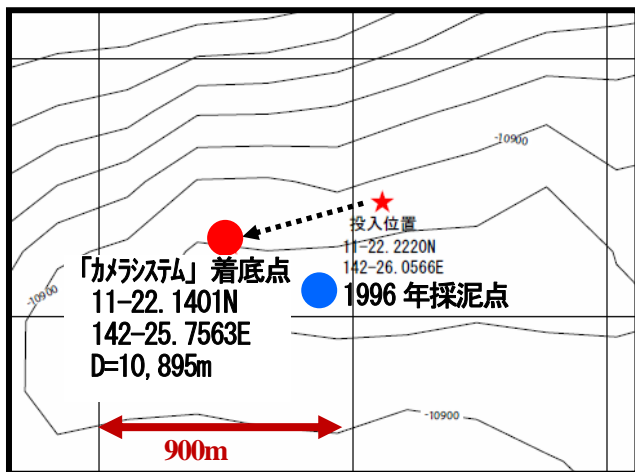 -10900
投入位置
11-22.2220N
142-26.0566E
「ｶﾒﾗｼｽﾃﾑ」着底点
11-22.1401N
142-25.7563E
D=10,895m
-10900
1996 年採泥点
-10900
900m